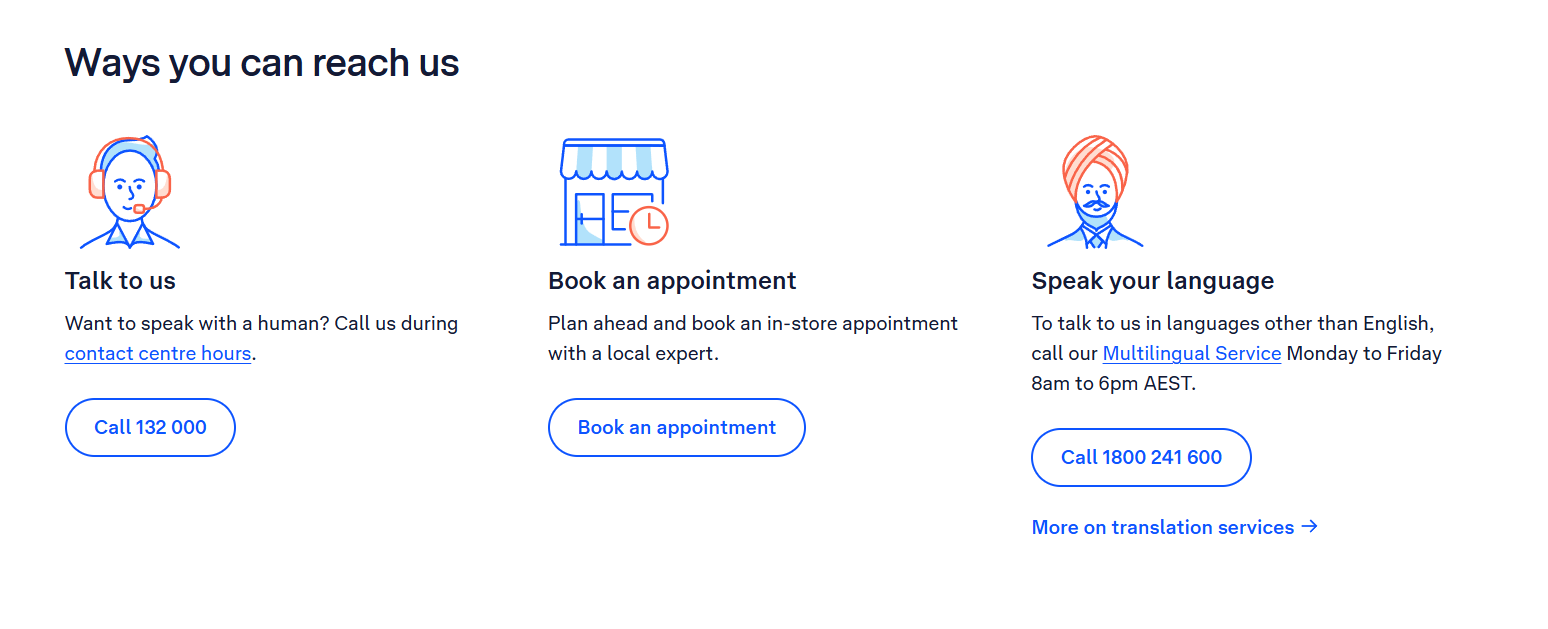 Ways you can reach us
Talk to us
Want to speak with a human? Call us during
contact centre hours.
Call 132 000
Book an appointment
Plan ahead and book an in-store appointment
with a local expert.
Book an appointment
Speak your language
To talk to us in languages other than English,
call our Multilingual Service Monday to Friday
8am to 6pm AEST.
Call 1800 241 600
More on translation services →